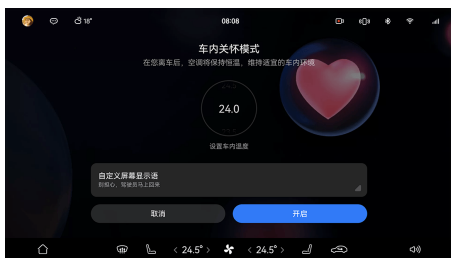 18°
08:08
车内关怀模式
在您离车后，空调将保持恒温，维持适宜的车内环境
24.0
设置车内温度
自定义屏幕显示语
别担心，驾驶员马上回来
取消
开启
< 24.5° >
< 24.5° >